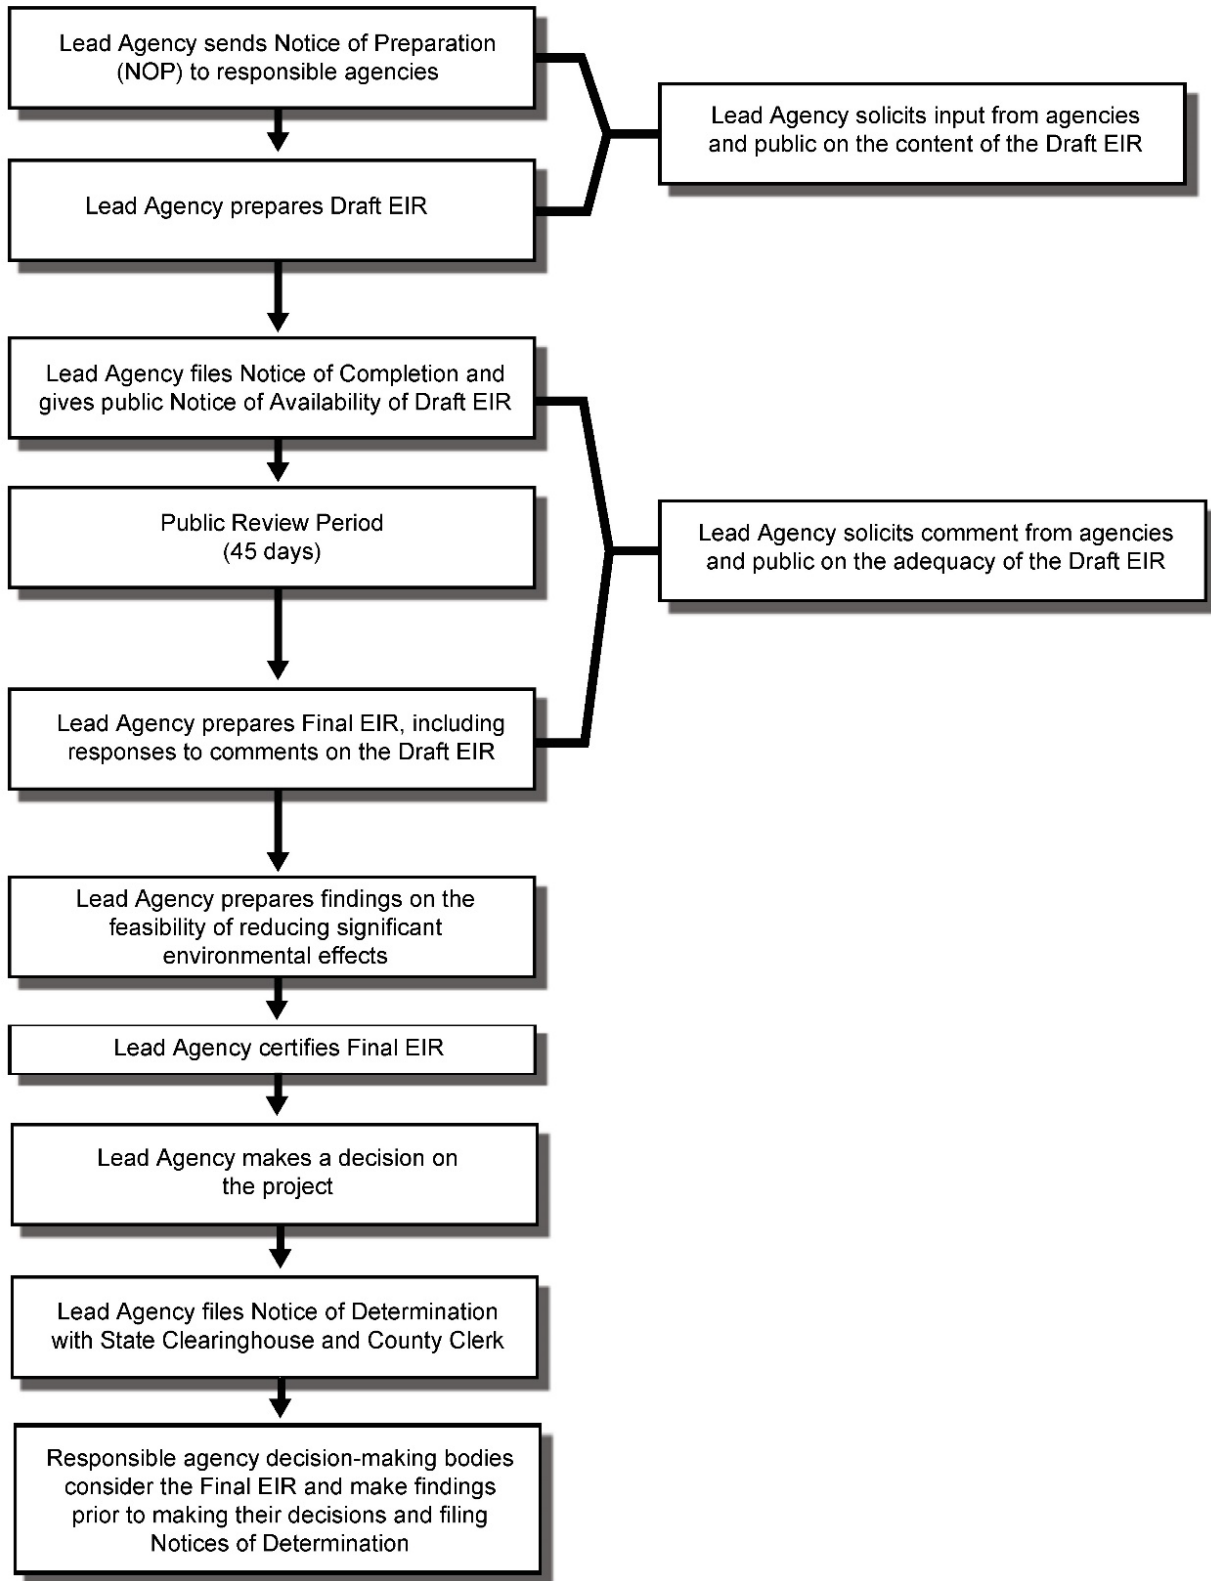 Lead Agency sends Notice of Preparation
(NOP) to responsible agencies
Lead Agency solicits input from agencies
and public on the content of the Draft EIR
Lead Agency prepares Draft EIR
Lead Agency files Notice of Completion and
gives public Notice of Availability of Draft EIR
Public Review Period
(45 days)
Lead Agency solicits comment from agencies
and public on the adequacy of the Draft EIR
Lead Agency prepares Final EIR, including
responses to comments on the Draft EIR
Lead Agency prepares findings on the
feasibility of reducing significant
environmental effects
Lead Agency certifies Final EIR
Lead Agency makes a decision on
the project
Lead Agency files Notice of Determination
with State Clearinghouse and County Clerk
Responsible agency decision-making bodies
consider the Final EIR and make findings
prior to making their decisions and filing
Notices of Determination